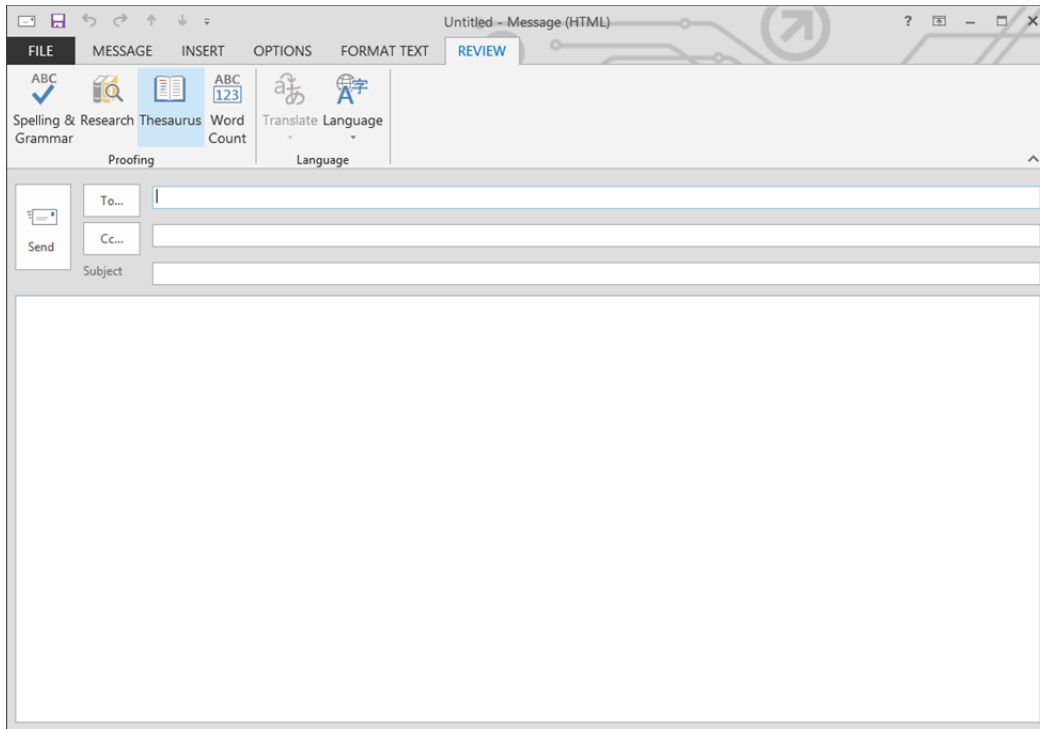 Untitled - Message (HTML)
?
FILE MESSAGE INSERT OPTIONS FORMAT TEXT REVIEW
ABC ABC
123 字
Spelling & Research Thesaurus Word Translate Language
Grammar Count
Proofing Language
To...
Cc...
Send
Subject